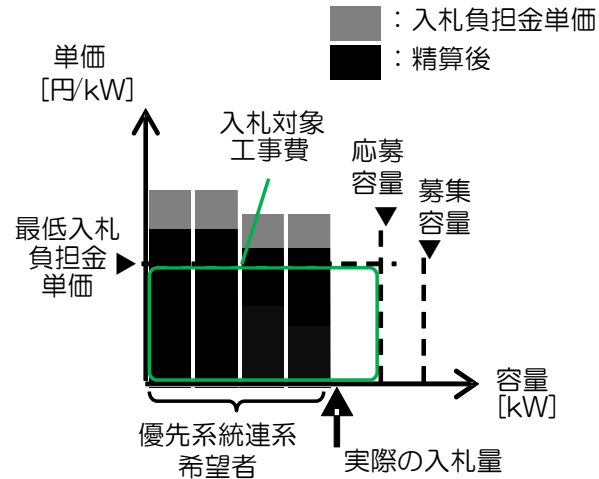 ：入札負担金単価
：精算後
単価
[円/kW]
入札対象
工事費
応募
容量
募集
容量
最低入札
負担金
単価
容量
[kW]
優先系統連系
希望者
実際の入札量